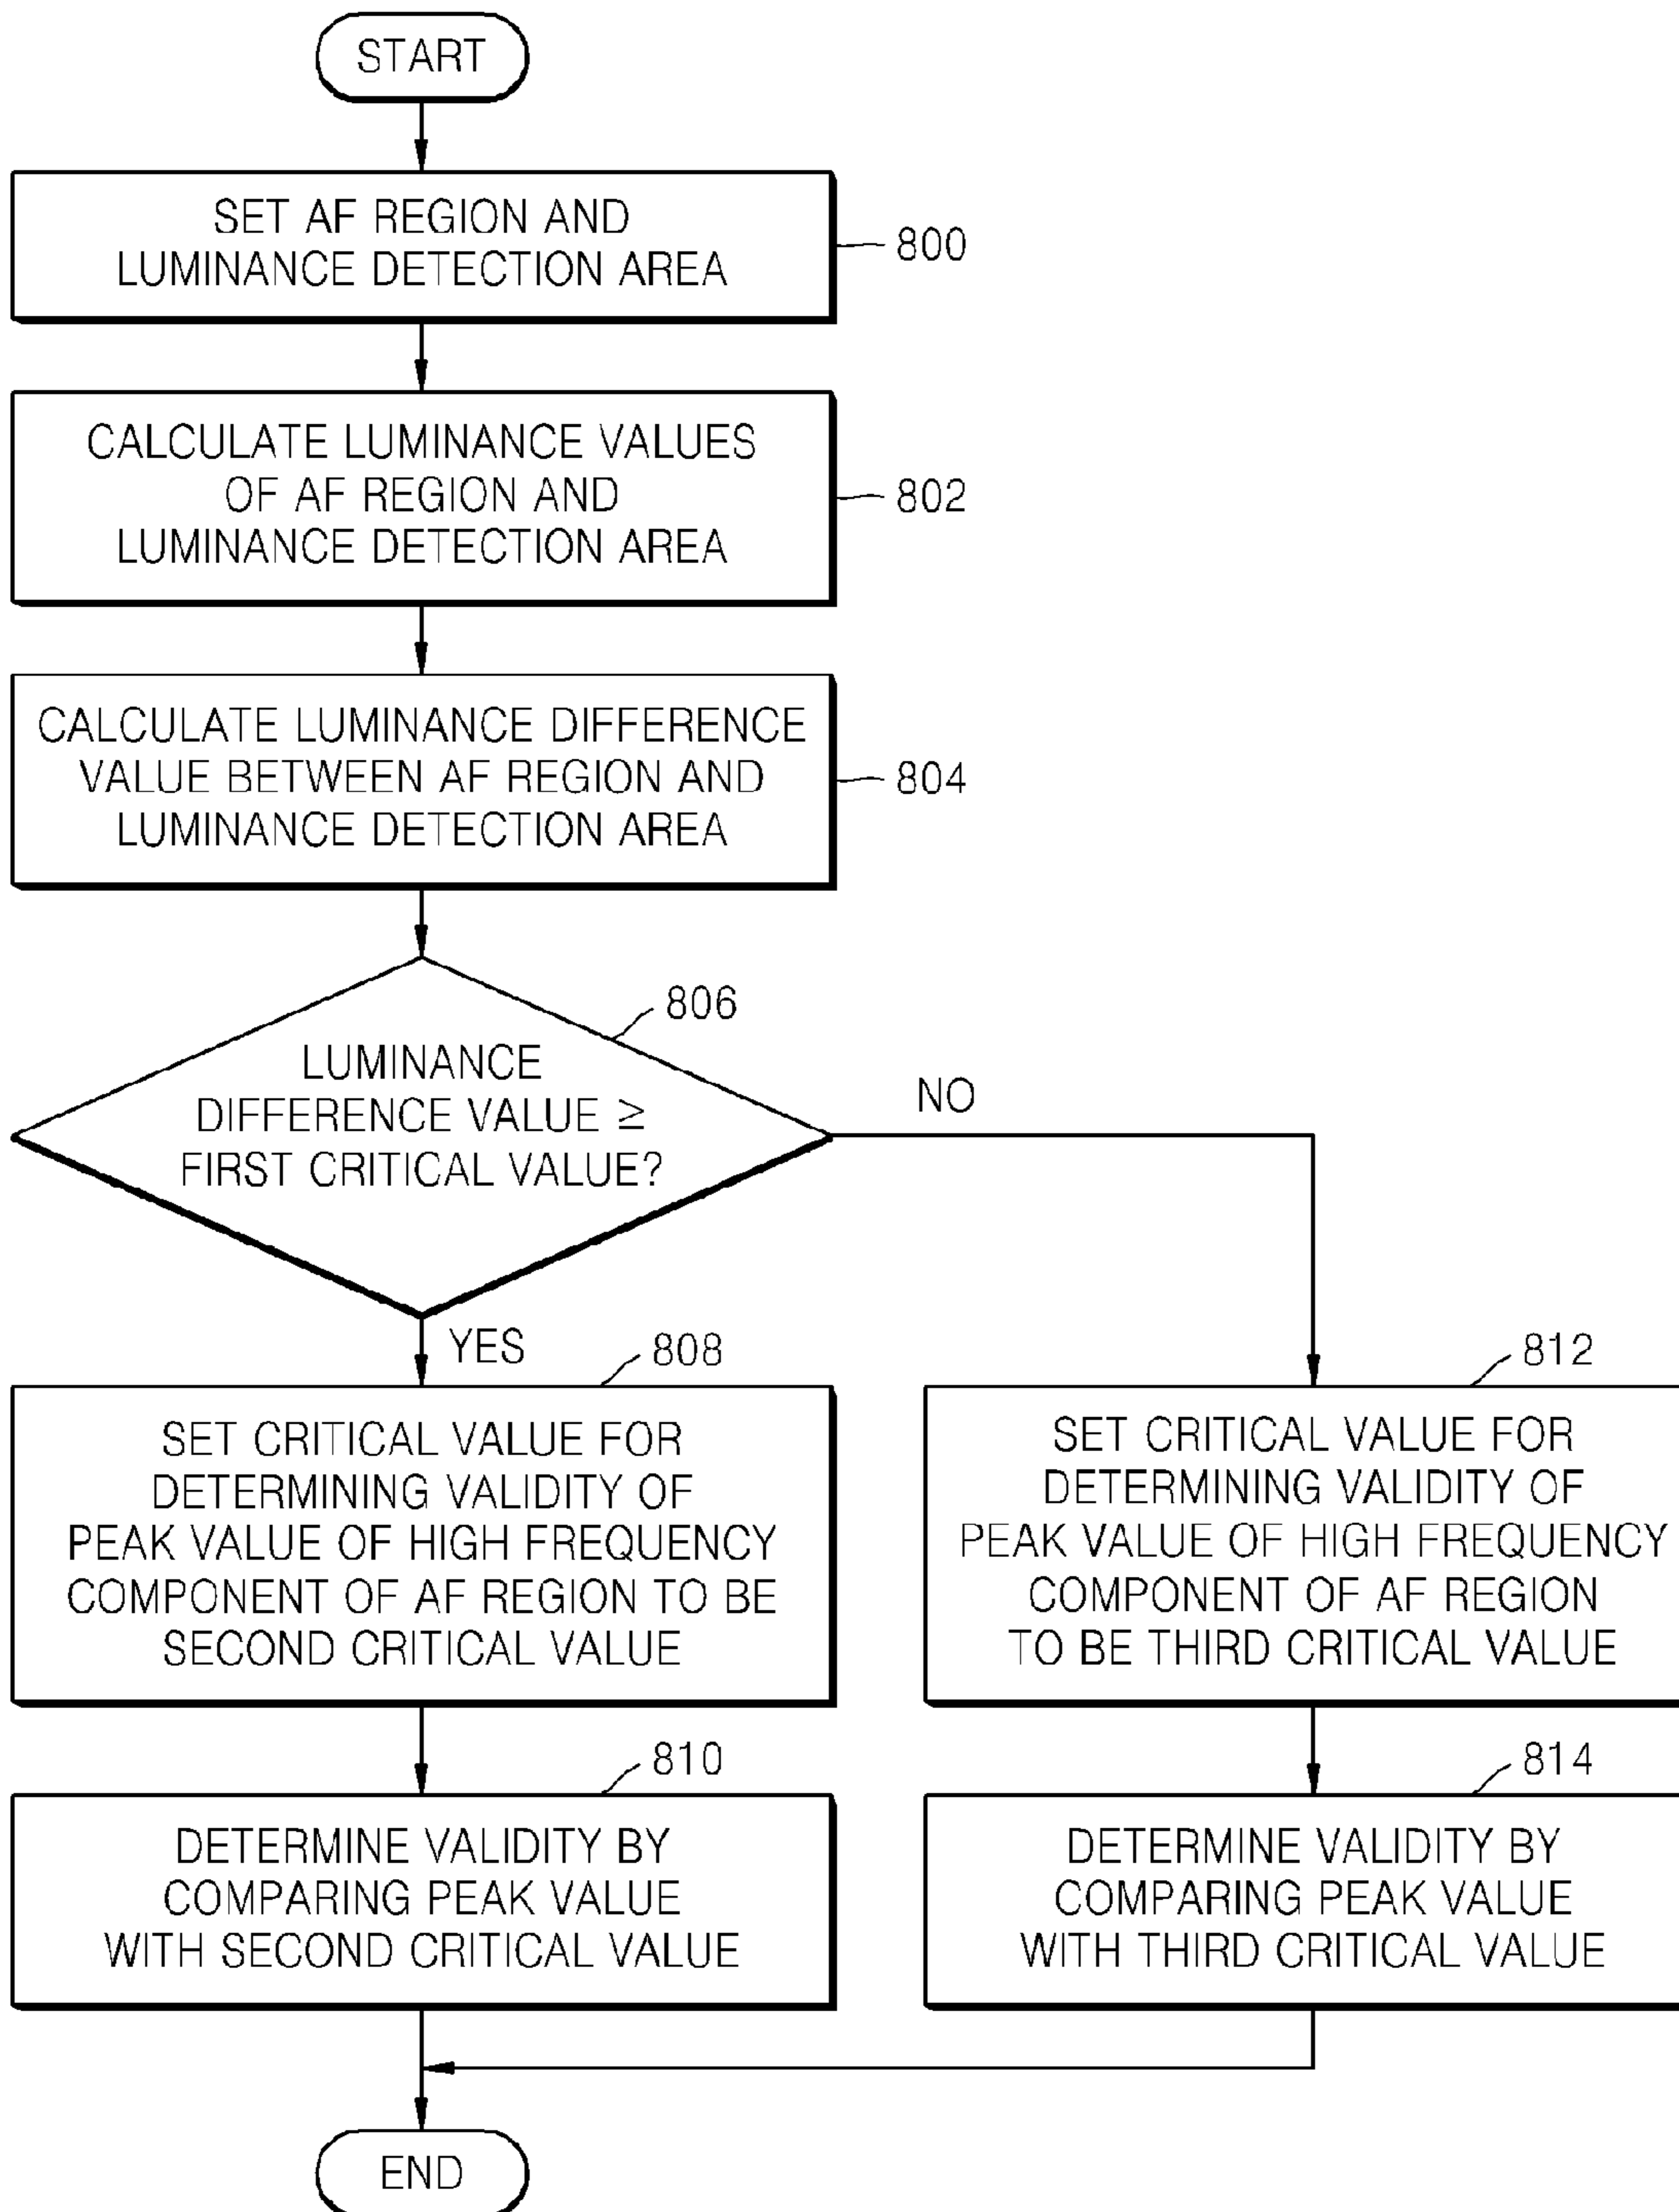 START
SET AF REGION AND
LUMINANCE DETECTION AREA
800
CALCULATE LUMINANCE VALUES
OF AF REGION AND
LUMINANCE DETECTION AREA
802
CALCULATE LUMINANCE DIFFERENCE
VALUE BETWEEN AF REGION AND
LUMINANCE DETECTION AREA
804
806
LUMINANCE
DIFFERENCE VALUE ≥
FIRST CRITICAL VALUE?
NO
YES
808
SET CRITICAL VALUE FOR
DETERMINING VALIDITY OF
PEAK VALUE OF HIGH FREQUENCY
COMPONENT OF AF REGION TO BE
SECOND CRITICAL VALUE
812
SET CRITICAL VALUE FOR
DETERMINING VALIDITY OF
PEAK VALUE OF HIGH FREQUENCY
COMPONENT OF AF REGION
TO BE THIRD CRITICAL VALUE
810
DETERMINE VALIDITY BY
COMPARING PEAK VALUE
WITH SECOND CRITICAL VALUE
814
DETERMINE VALIDITY BY
COMPARING PEAK VALUE
WITH THIRD CRITICAL VALUE
END